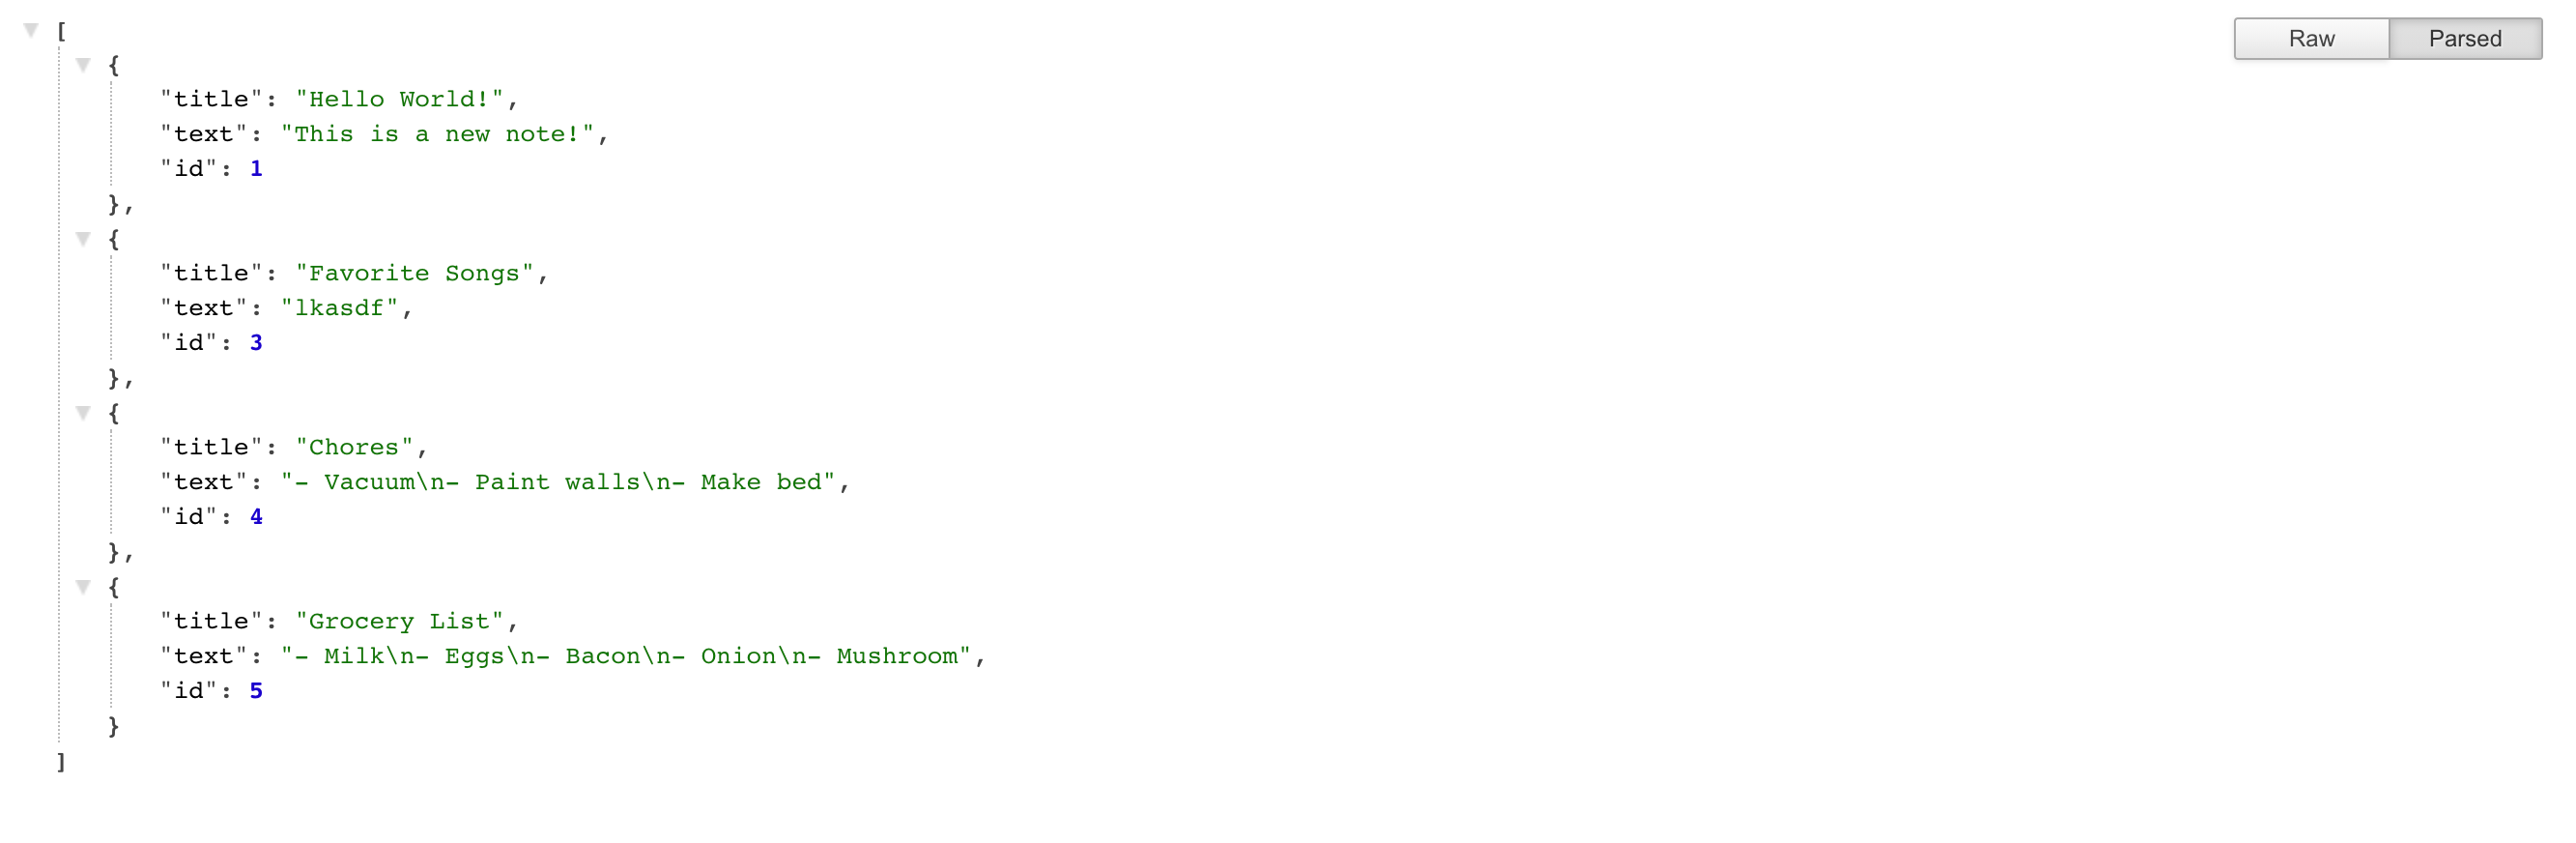 [
{
"title": "Hello World!",
"text": "This is a new note!",
"id": 1
},
{
"title": "Favorite Songs",
"text": "lkasdf",
"id": 3
},
{
"title": "Chores",
"text": "- Vacuum\n- Paint walls\n- Make bed",
"id": 4
},
{
"title": "Grocery List",
"text": "- Milk\n- Eggs\n- Bacon\n- Onion\n- Mushroom",
"id": 5
}
]
Raw Parsed